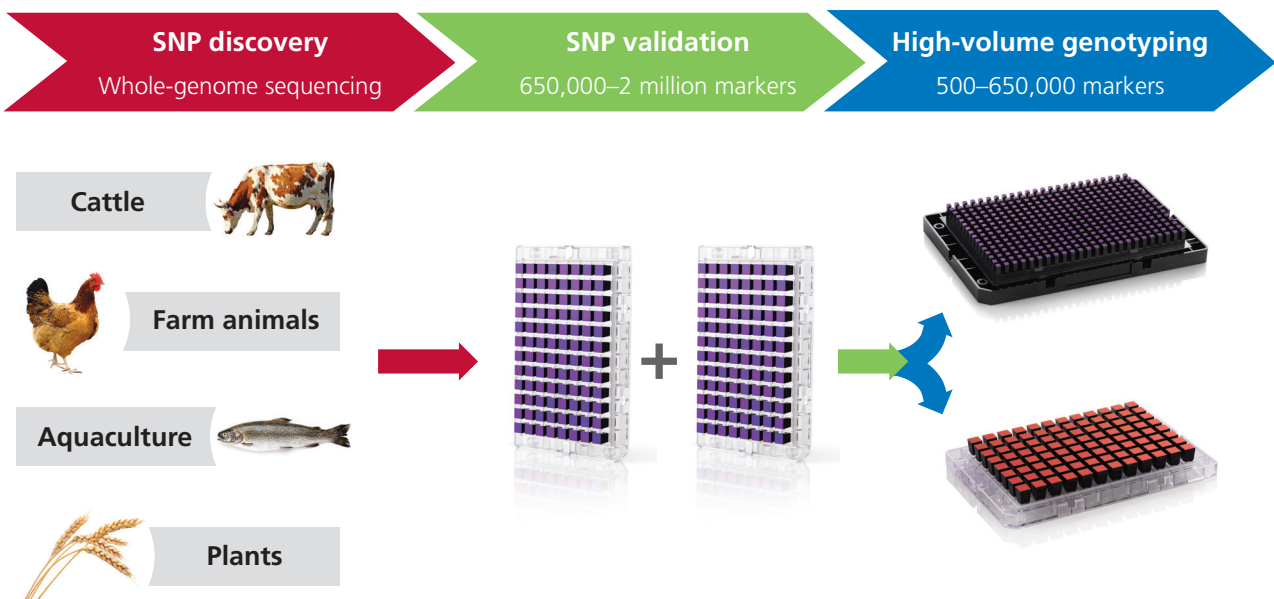 SNP discovery
Whole-genome sequencing
SNP validation
650,000–2 million markers
High-volume genotyping
500–650,000 markers
Cattle
Farm animals
Aquaculture
Plants